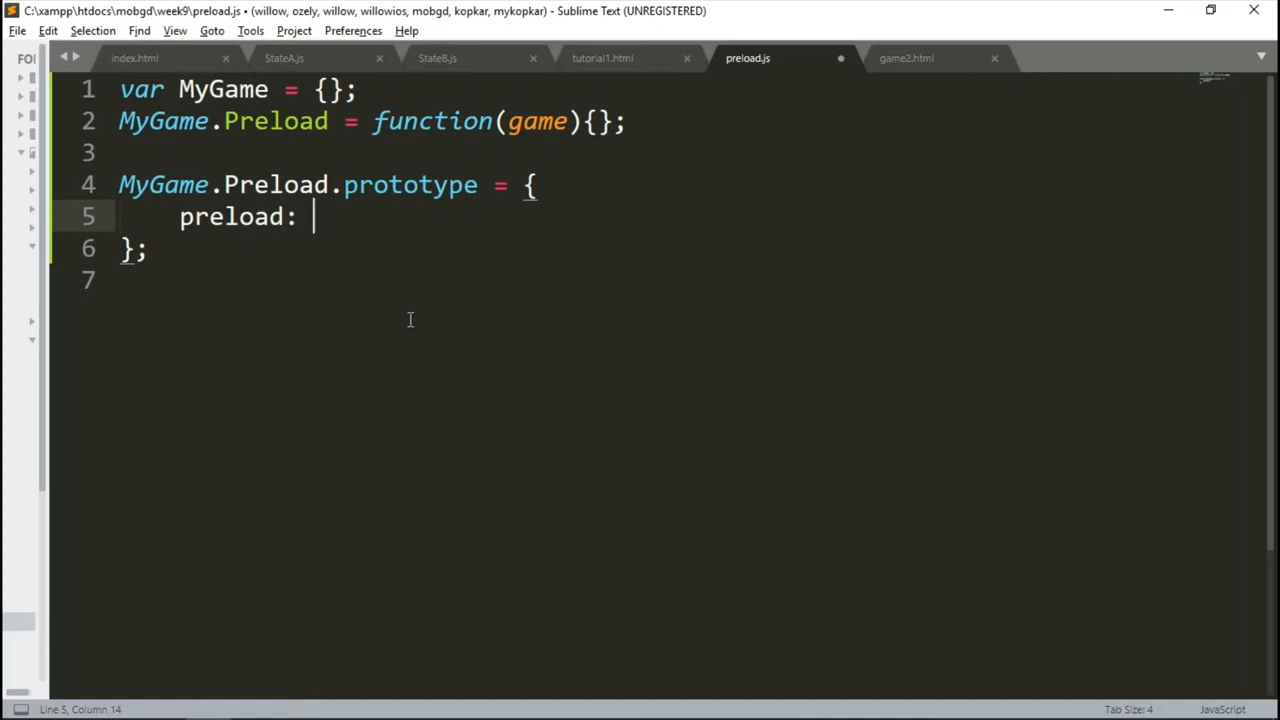 C:\xampp\htdocs\mobgd\week9\preload.js • (willow, ozely, willow, willowios, mobgd, kopkar, mykopkar) - Sublime Text (UNREGISTERED)
File Edit Selection Find View Goto Tools Project Preferences Help
FO
index.html StateA.js StateB.js tutorial1.html preload.js game2.html
1 var MyGame = {};
2 MyGame.Preload = function(game){};
3
4 MyGame.Preload.prototype = {
5 preload:
6 };
7
Line 5, Column 14 Tab Size: 4 JavaScript